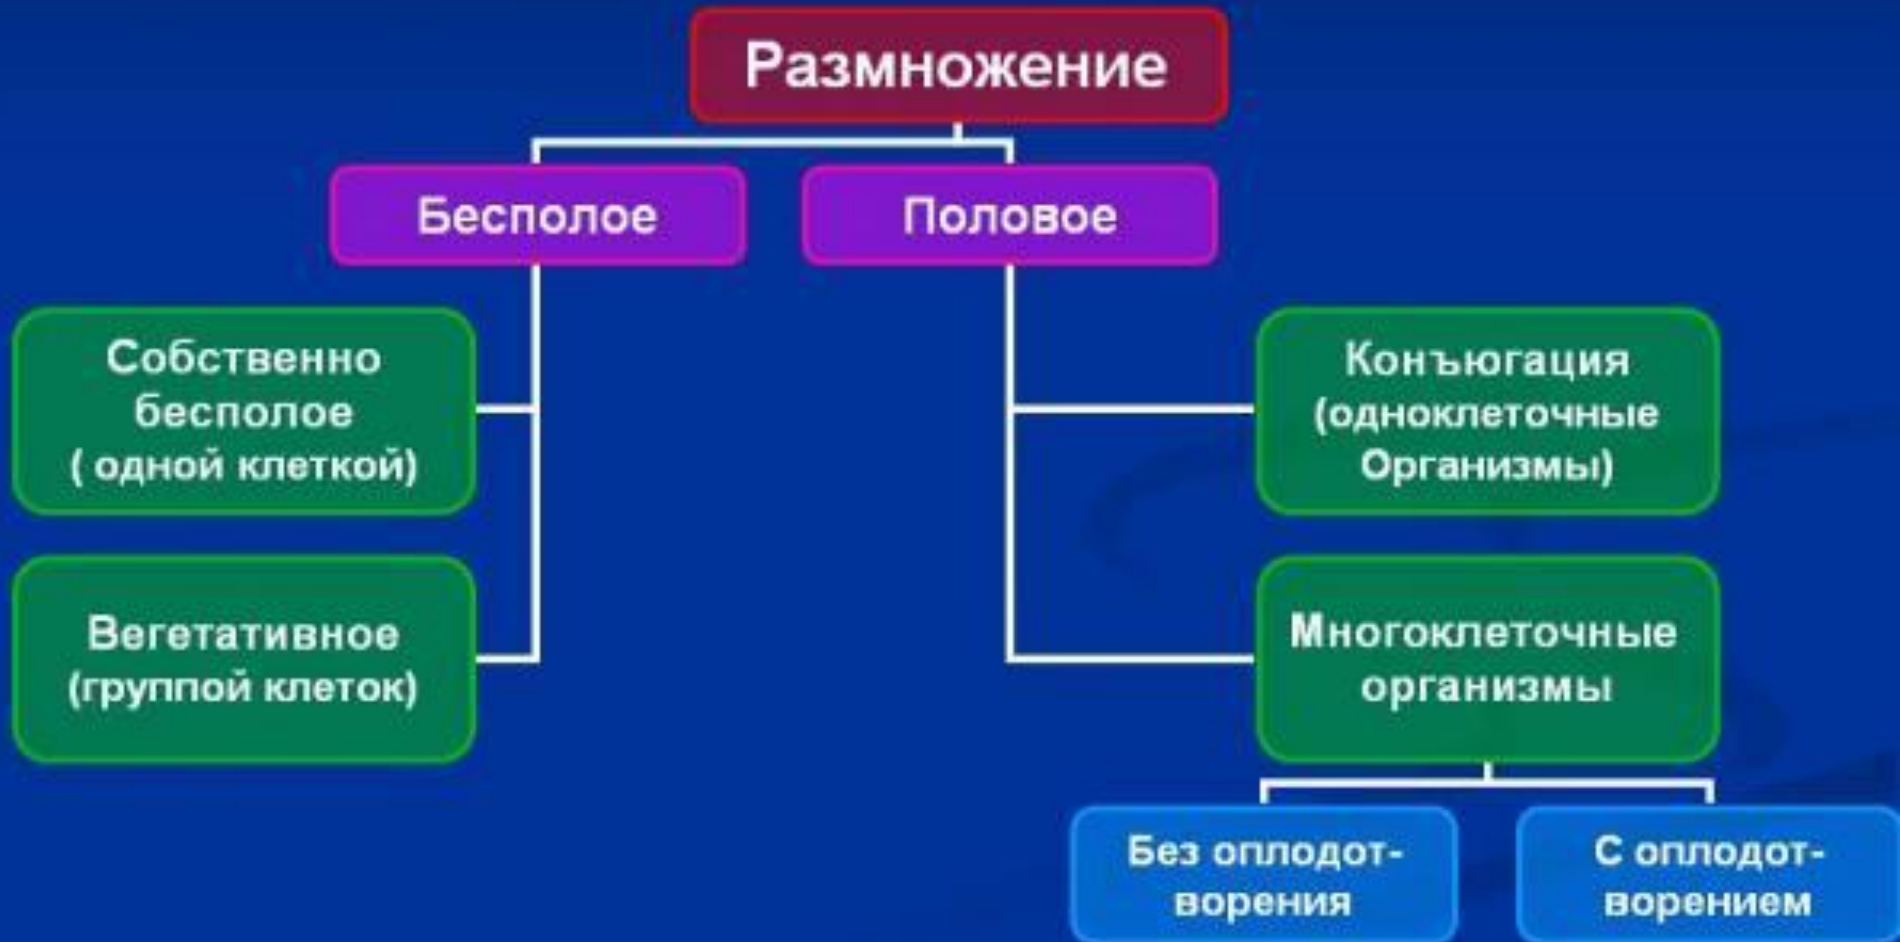 Размножение
Бесполое
Половое
Собственно
бесполое
( одной клеткой)
Конъюгация
(одноклеточные
Организмы)
Вегетативное
(группой клеток)
Многоклеточные
организмы
Без оплодот-
ворения
С оплодот-
ворением